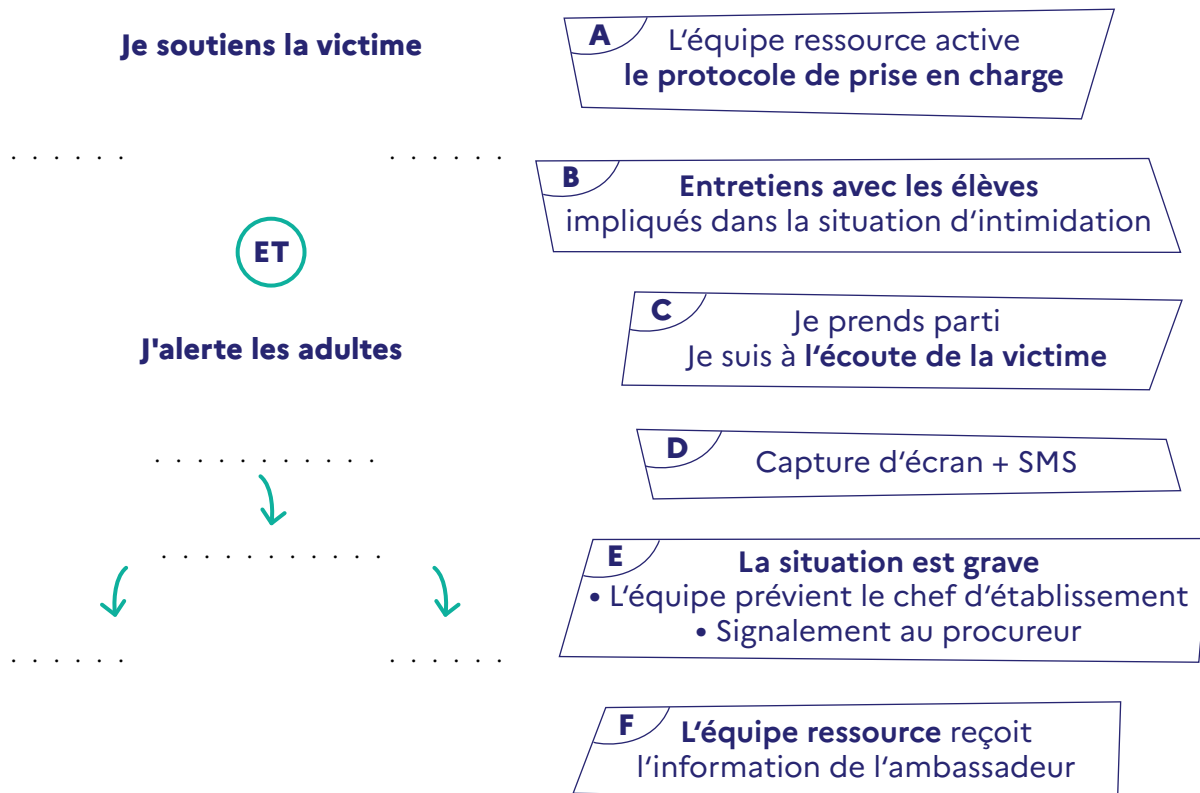 Je soutiens la victime
. . . . . .
. . . . . .
ET
J'alerte les adultes
. . . . . . . . . . .
. . . . . . . . . . .
. . . . . .
. . . . . .
A
L‘équipe ressource active
le protocole de prise en charge
B
Entretiens avec les élèves
impliqués dans la situation d‘intimidation
C
Je prends parti
Je suis à l‘écoute de la victime
D
Capture d‘écran + SMS
E
La situation est grave
• L‘équipe prévient le chef d‘établissement
• Signalement au procureur
F
L‘équipe ressource reçoit
l‘information de l‘ambassadeur